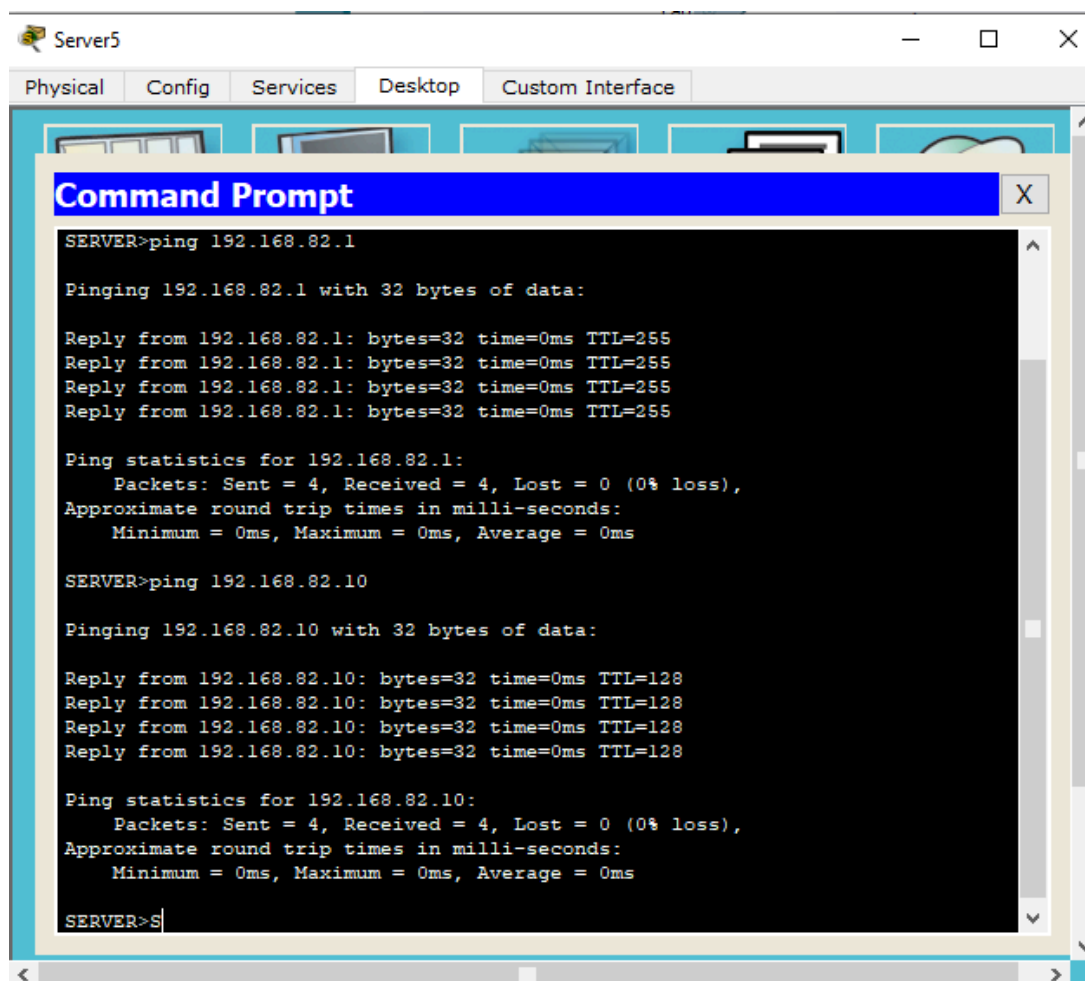 Server5
Physical Config Services Desktop Custom Interface
Command Prompt
X
SERVER>ping 192.168.82.1
Pinging 192.168.82.1 with 32 bytes of data:
Reply from 192.168.82.1: bytes=32 time=0ms TTL=255
Reply from 192.168.82.1: bytes=32 time=0ms TTL=255
Reply from 192.168.82.1: bytes=32 time=0ms TTL=255
Reply from 192.168.82.1: bytes=32 time=0ms TTL=255
Ping statistics for 192.168.82.1:
Packets: Sent = 4, Received = 4, Lost = 0 (0% loss),
Approximate round trip times in milli-seconds:
Minimum = 0ms, Maximum = 0ms, Average = 0ms
SERVER>ping 192.168.82.10
Pinging 192.168.82.10 with 32 bytes of data:
Reply from 192.168.82.10: bytes=32 time=0ms TTL=128
Reply from 192.168.82.10: bytes=32 time=0ms TTL=128
Reply from 192.168.82.10: bytes=32 time=0ms TTL=128
Reply from 192.168.82.10: bytes=32 time=0ms TTL=128
Ping statistics for 192.168.82.10:
Packets: Sent = 4, Received = 4, Lost = 0 (0% loss),
Approximate round trip times in milli-seconds:
Minimum = 0ms, Maximum = 0ms, Average = 0ms
SERVER>S